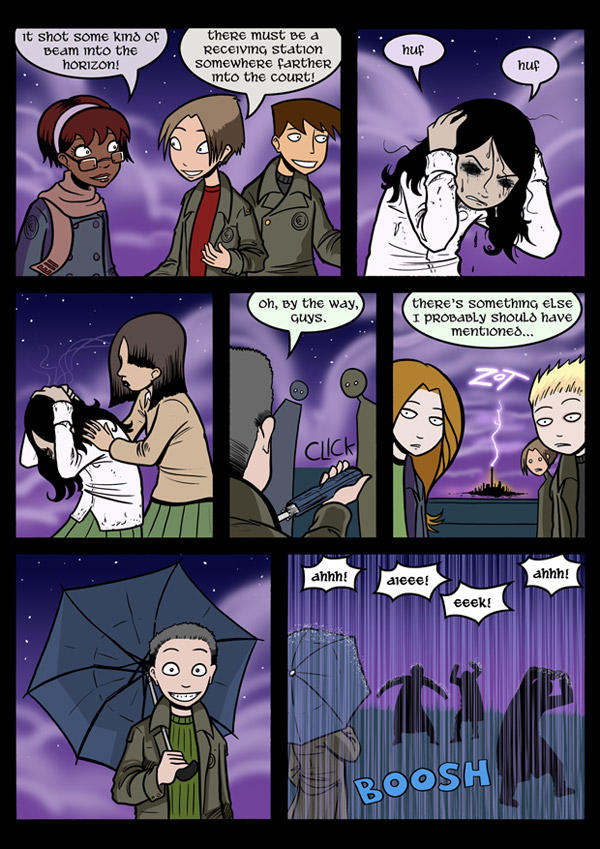 it shot some kind of
beam into the
horizon!
there must be a
receiving station
somewhere farther
into the court!
huf
huf
oh, by the way,
guys.
CLICK
there's something else
I probably should have
mentioned...
ZOT
ahhh!
aieee!
eeek!
ahhh!
BOOSH